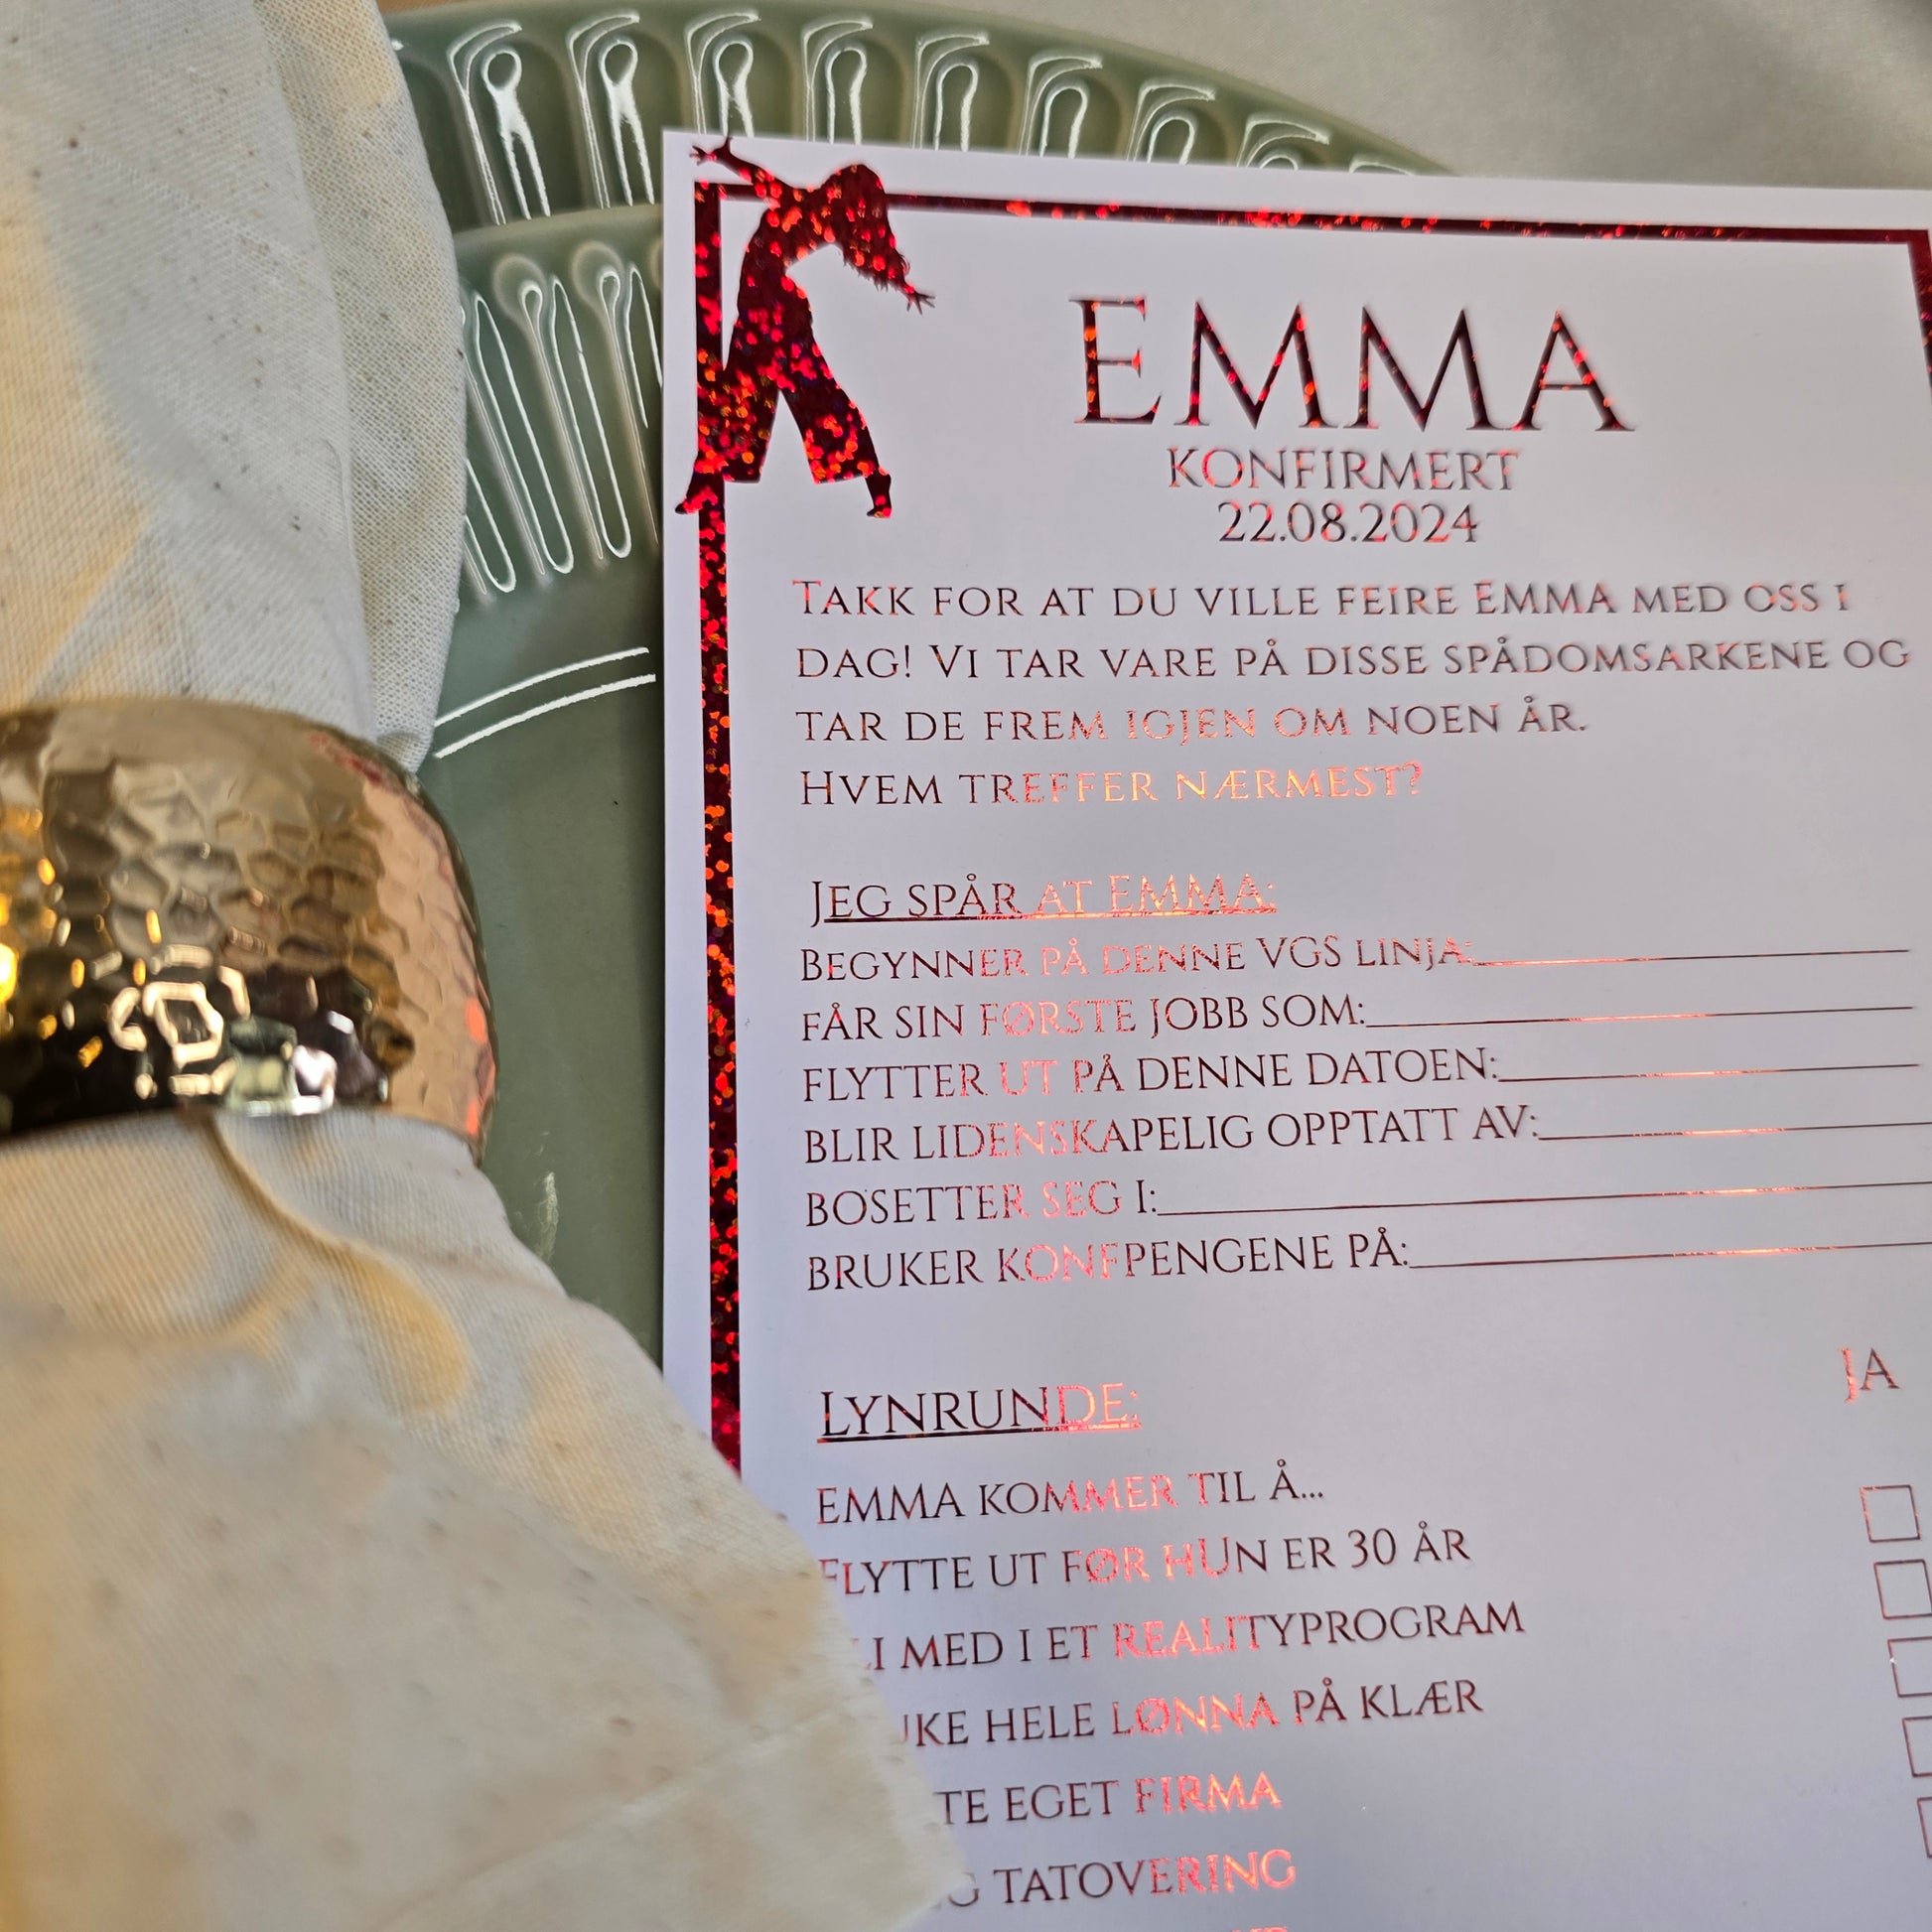 EMMA
KONFIRMERT
22.08.2024
TAKK FOR AT DU VILLE FEIRE EMMA MED OSS I
DAG! VI TAR VARE PÅ DISSE SPÅDOMSARKENE OG
TAR DE FREM IGJEN OM NOEN ÅR.
HVEM TREFFER NÆRMEST?
JEG SPÅR AT EMMA:
BEGYNNER PÅ DENNE VGS LINJA:
FÅR SIN FØRSTE JOBB SOM:
FLYTTER UT PÅ DENNE DATOEN:
BLIR LIDENSKAPELIG OPPTATT AV:
BOSETTER SEG I:
BRUKER KONFPENGENE PÅ:
LYNRUNDE:
JA
EMMA KOMMER TIL Å...
FLYTTE UT FØR HUN ER 30 ÅR
MED I ET REALITYPROGRAM
HELE LØNNA PÅ KLÆR
EGET FIRMA
TATOVERING